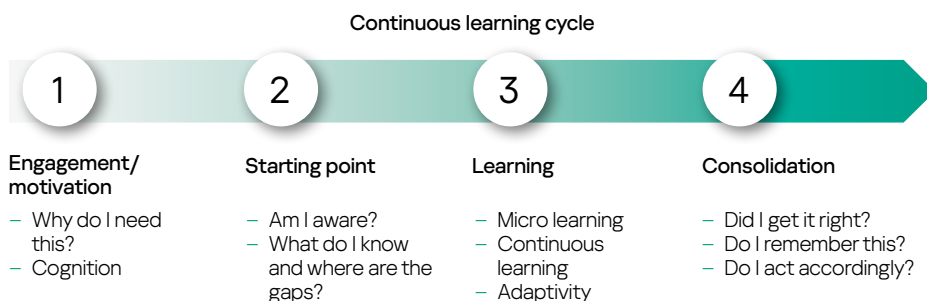 Continuous learning cycle
1
2
3
4
Engagement/
motivation
– Why do I need
this?
– Cognition
Starting point
– Am I aware?
– What do I know
and where are the
gaps?
Learning
– Micro learning
– Continuous
learning
– Adaptivity
Consolidation
– Did I get it right?
– Do I remember this?
– Do I act accordingly?